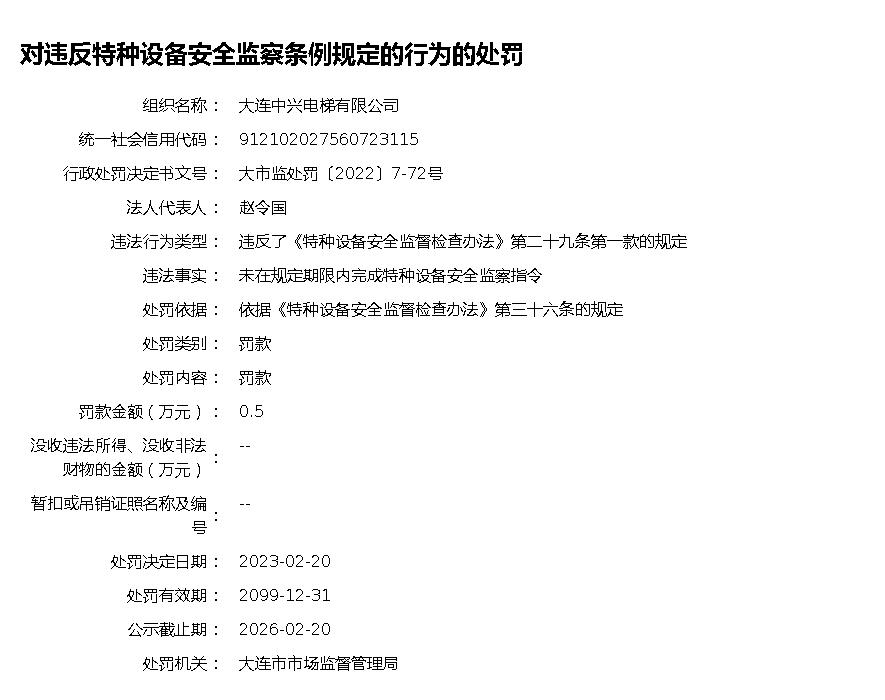 对违反特种设备安全监察条例规定的行为的处罚
组织名称： 大连中兴电梯有限公司
统一社会信用代码： 912102027560723115
行政处罚决定书文号： 大市监处罚〔2022〕7-72号
法人代表人： 赵令国
违法行为类型： 违反了《特种设备安全监督检查办法》第二十九条第一款的规定
违法事实： 未在规定期限内完成特种设备安全监察指令
处罚依据： 依据《特种设备安全监督检查办法》第三十六条的规定
处罚类别： 罚款
处罚内容： 罚款
罚款金额（万元）： 0.5
没收违法所得、没收非法
财物的金额（万元）： --
暂扣或吊销证照名称及编
号： --
处罚决定日期： 2023-02-20
处罚有效期： 2099-12-31
公示截止期： 2026-02-20
处罚机关： 大连市市场监督管理局